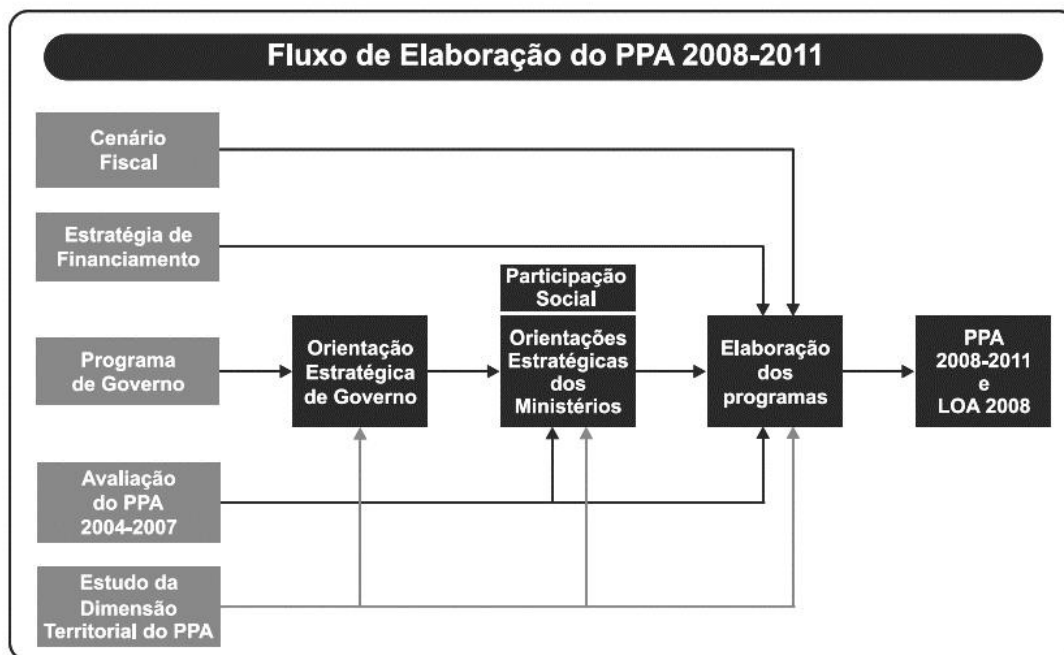 Fluxo de Elaboração do PPA 2008-2011
Cenário
Fiscal
Estratégia de
Financiamento
Participação
Social
Programa
de Governo
Orientação
Estratégica
de Governo
Orientações
Estratégicas
dos
Ministérios
Elaboração
dos
programas
PPA
2008-2011
e
LOA 2008
Avaliação
do PPA
2004-2007
Estudo da
Dimensão
Territorial do PPA